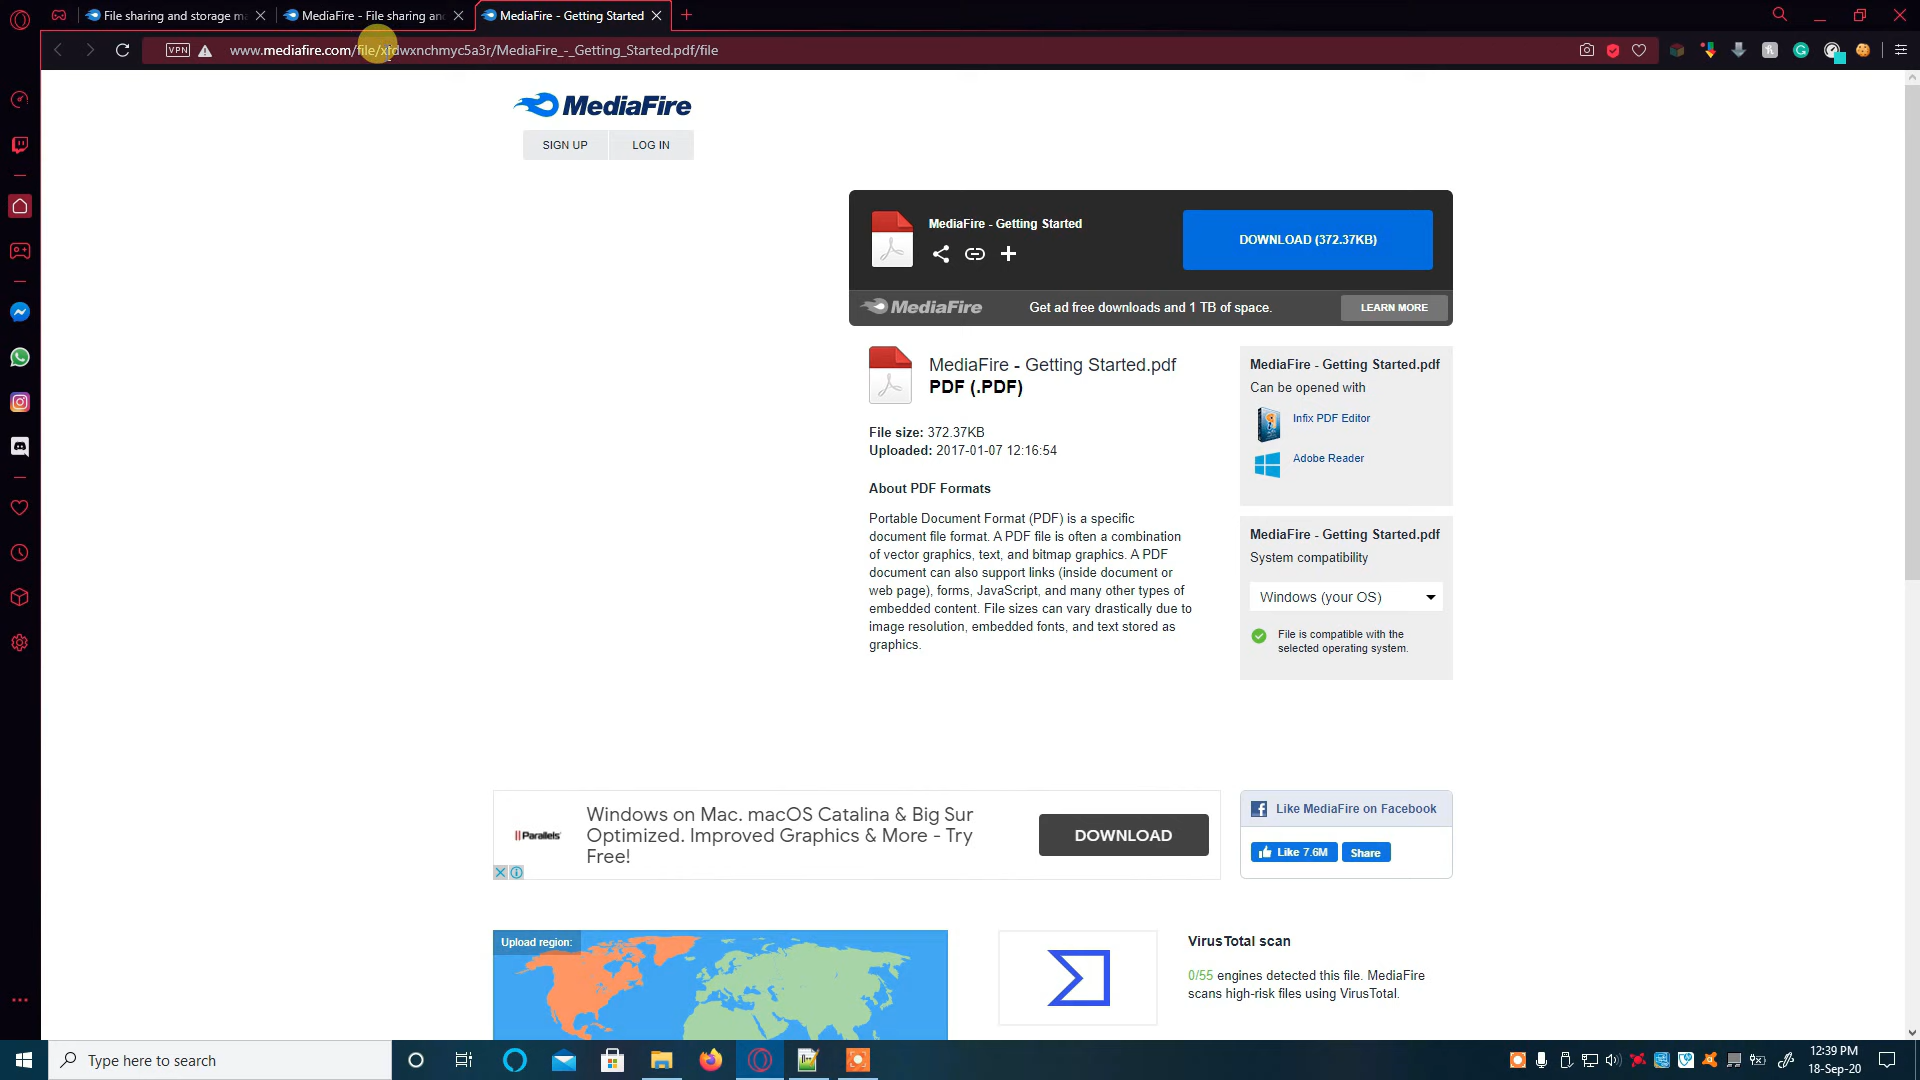 File sharing and storage m
MediaFire - File sharing an
MediaFire - Getting Started
VPN
www.mediafire.com/file/xfdwxnchmyc5a3r/MediaFire_-_Getting_Started.pdf/file
MediaFire
SIGN UP
LOG IN
MediaFire - Getting Started
DOWNLOAD (372.37KB)
MediaFire
Get ad free downloads and 1 TB of space.
LEARN MORE
MediaFire - Getting Started.pdf
PDF (.PDF)
File size: 372.37KB
Uploaded: 2017-01-07 12:16:54
About PDF Formats
Portable Document Format (PDF) is a specific
document file format. A PDF file is often a combination
of vector graphics, text, and bitmap graphics. A PDF
document can also support links (inside document or
web page), forms, JavaScript, and many other types of
embedded content. File sizes can vary drastically due to
image resolution, embedded fonts, and text stored as
graphics.
MediaFire - Getting Started.pdf
Can be opened with
Infix PDF Editor
Adobe Reader
MediaFire - Getting Started.pdf
System compatibility
Windows (your OS)
File is compatible with the
selected operating system.
Parallels
Windows on Mac. macOS Catalina & Big Sur
Optimized. Improved Graphics & More - Try
Free!
DOWNLOAD
Like MediaFire on Facebook
Like 7.6M
Share
Upload region:
VirusTotal scan
0/55 engines detected this file. MediaFire
scans high-risk files using VirusTotal.
Type here to search
12:39 PM
18-Sep-20